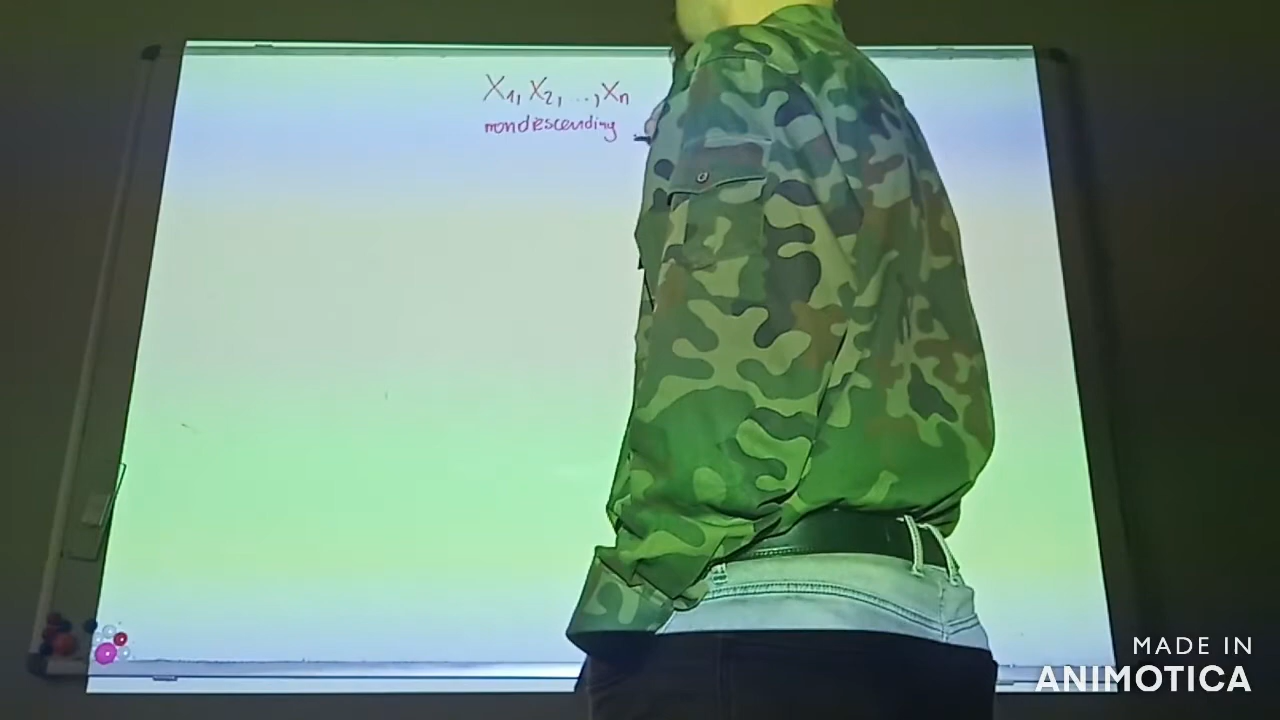 X₁, X₂, ..., Xₙ
nondescending
MADE IN
ANIMOTICA